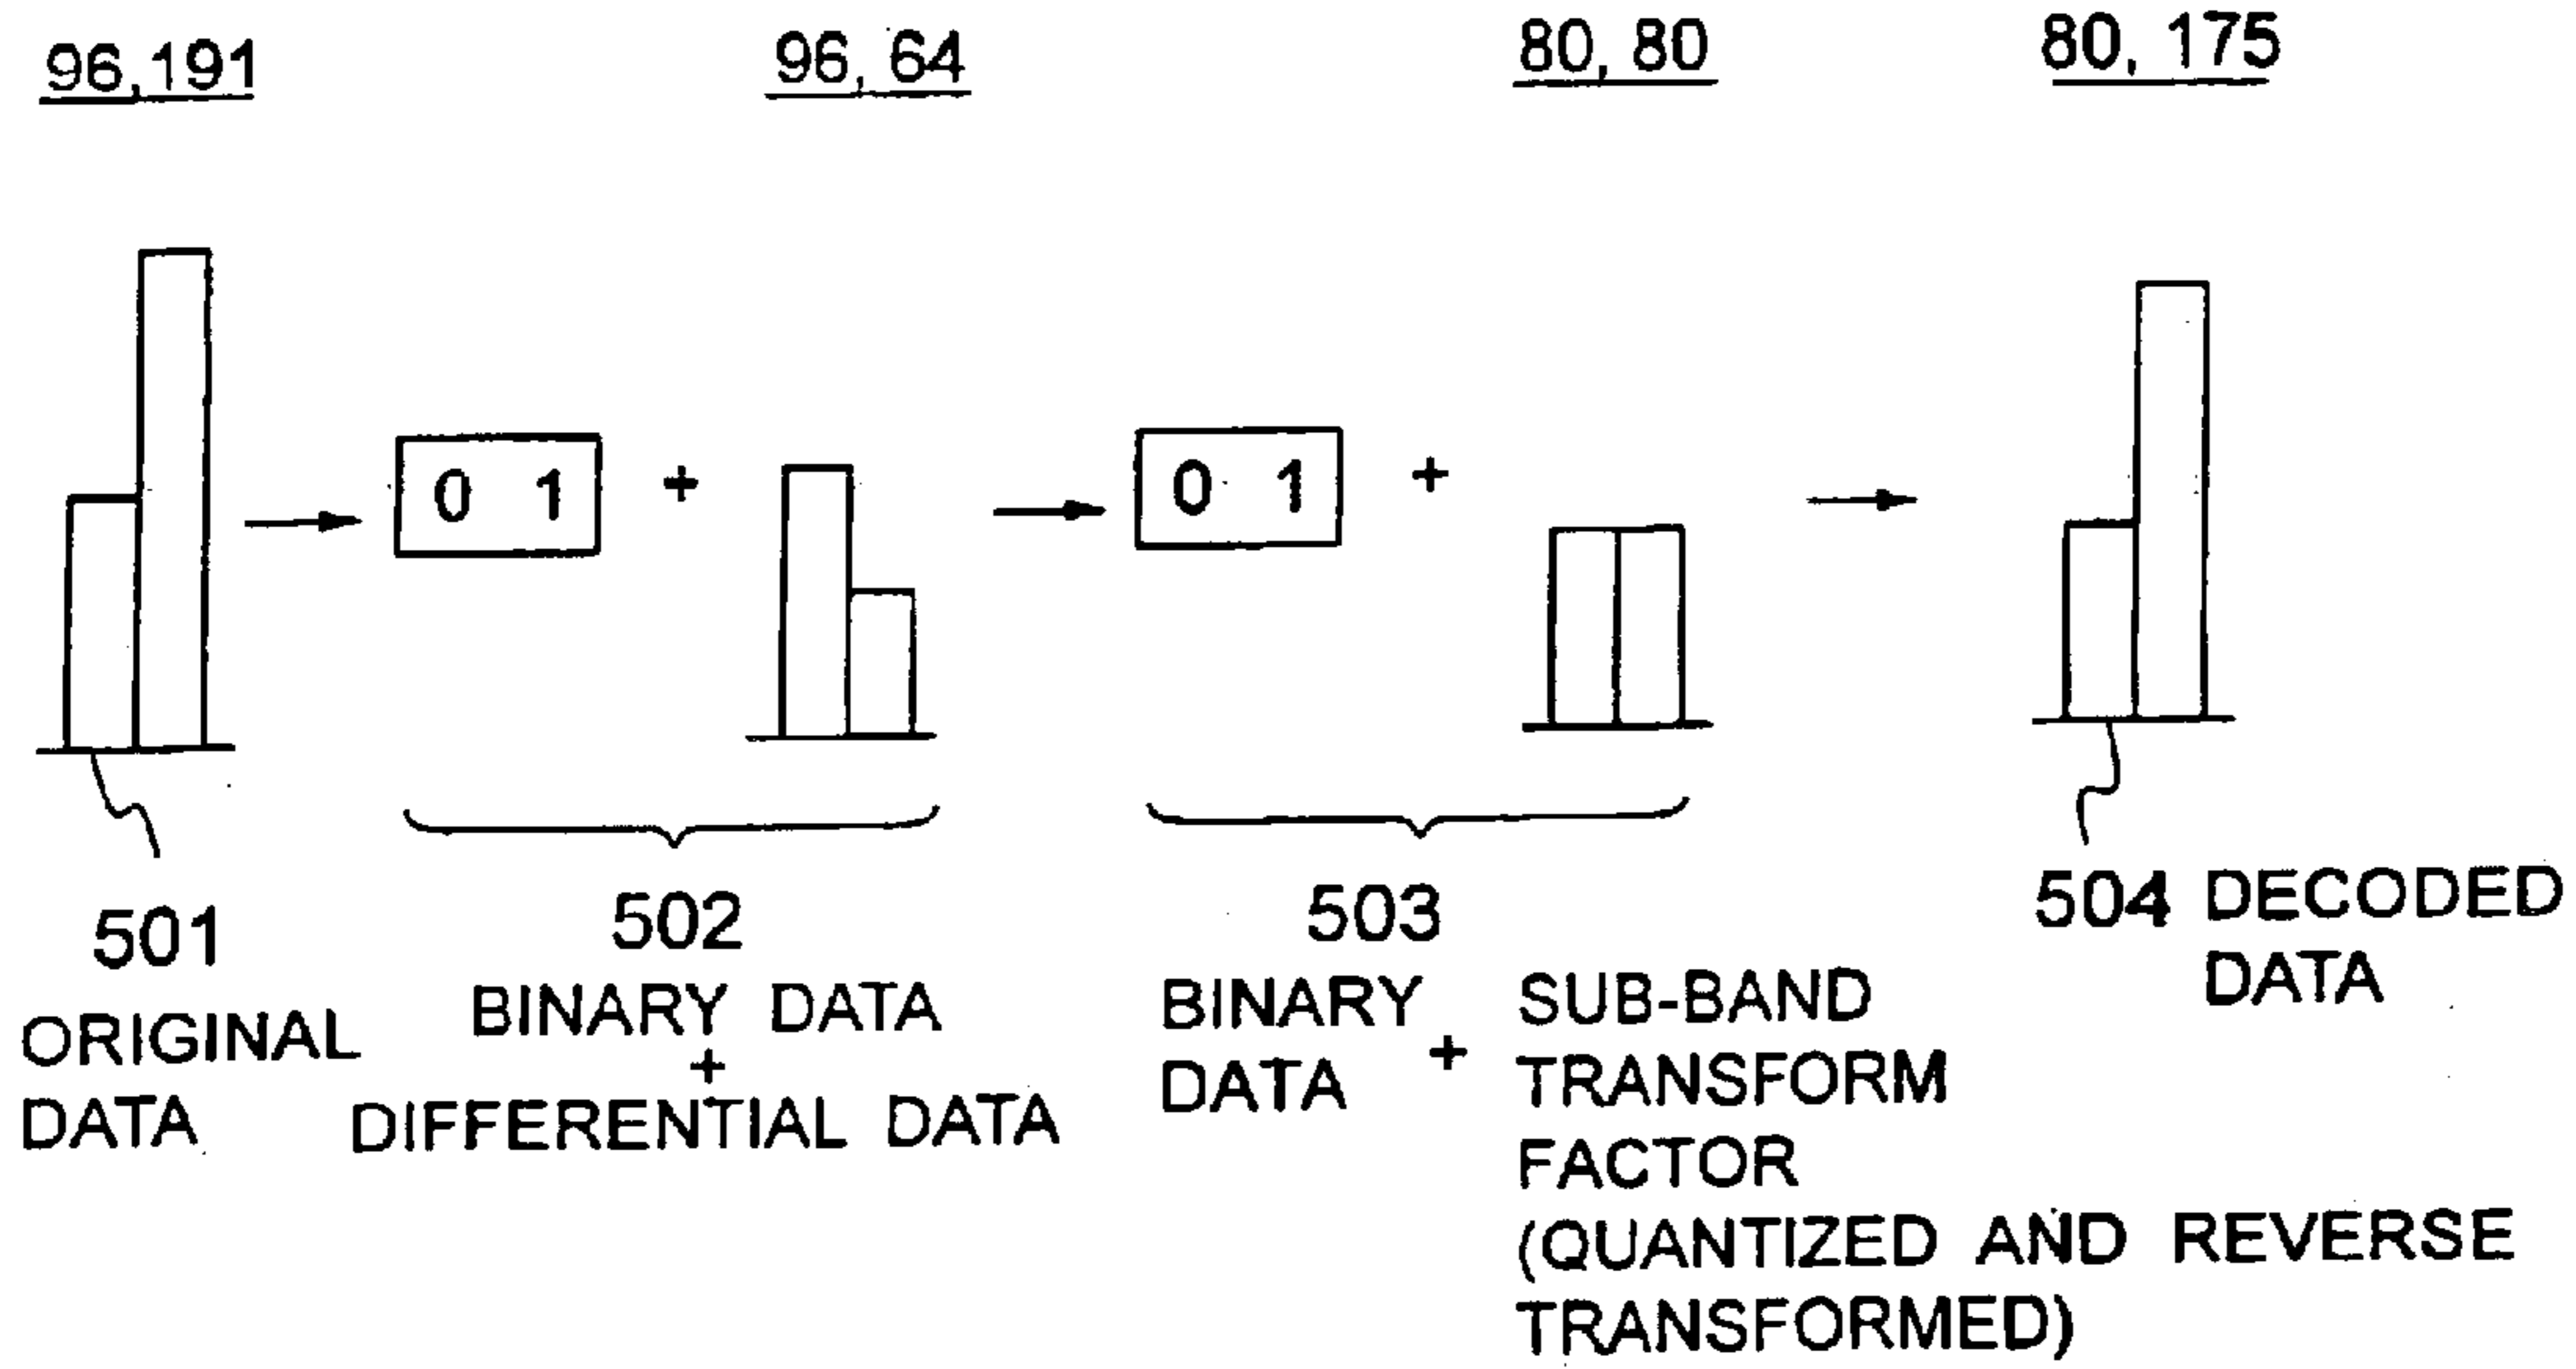 96,191
96, 64
80, 80
80, 175
0 1
+
0 1
+
501
ORIGINAL
DATA
502
BINARY DATA
+
DIFFERENTIAL DATA
503
BINARY
DATA
+
SUB-BAND
TRANSFORM
FACTOR
(QUANTIZED AND REVERSE
TRANSFORMED)
504 DECODED
DATA